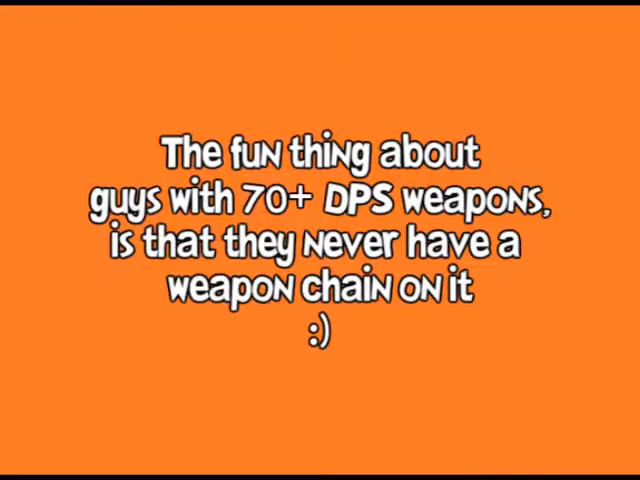 The fun thing about
guys with 70+ DPS weapons,
is that they never have a
weapon chain on it
:)